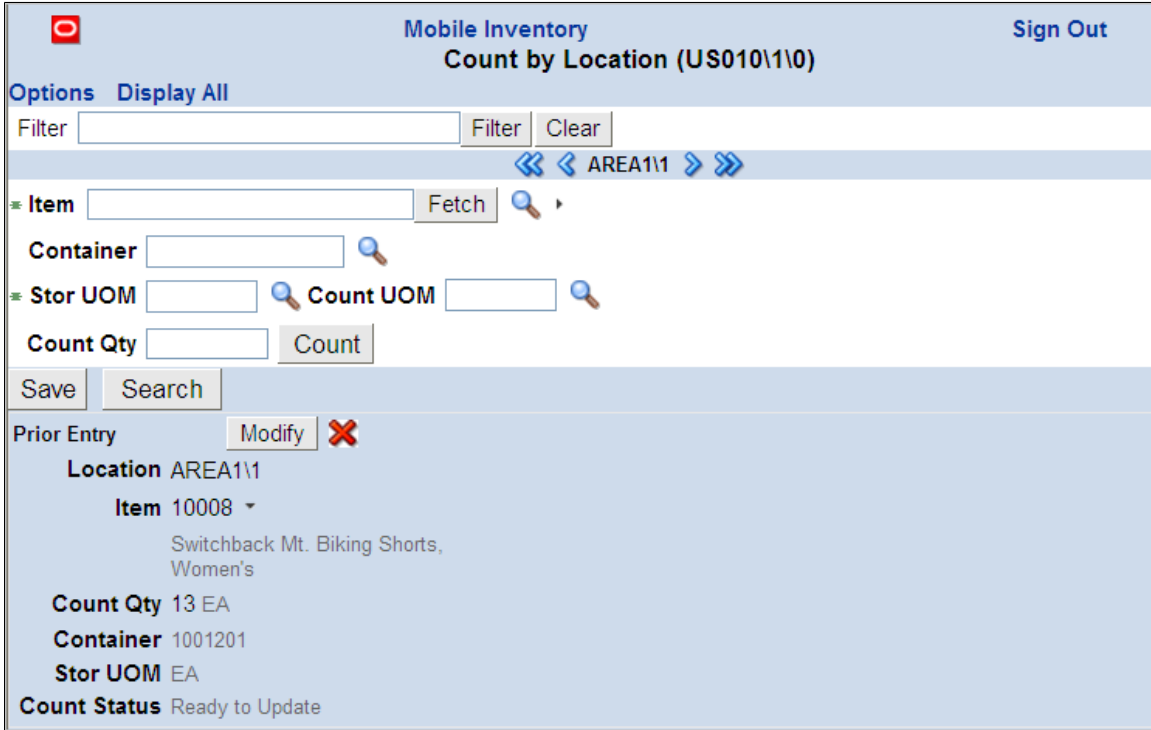 Mobile Inventory Sign Out
Count by Location (US010\1\0)
Options Display All
Filter Filter Clear
AREA1\1
* Item Fetch
Container
* Stor UOM Count UOM
Count Qty Count
Save Search
Prior Entry Modify
Location AREA1\1
Item 10008
Switchback Mt. Biking Shorts,
Women's
Count Qty 13 EA
Container 1001201
Stor UOM EA
Count Status Ready to Update